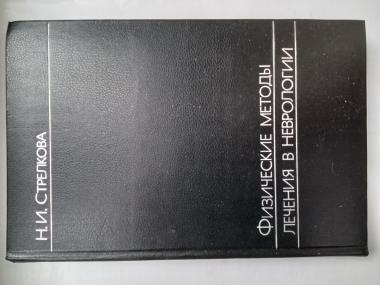 Н.И. СТРЕЛКОВА
ФИЗИЧЕСКИЕ МЕТОДЫ
ЛЕЧЕНИЯ В НЕВРОЛОГИИ